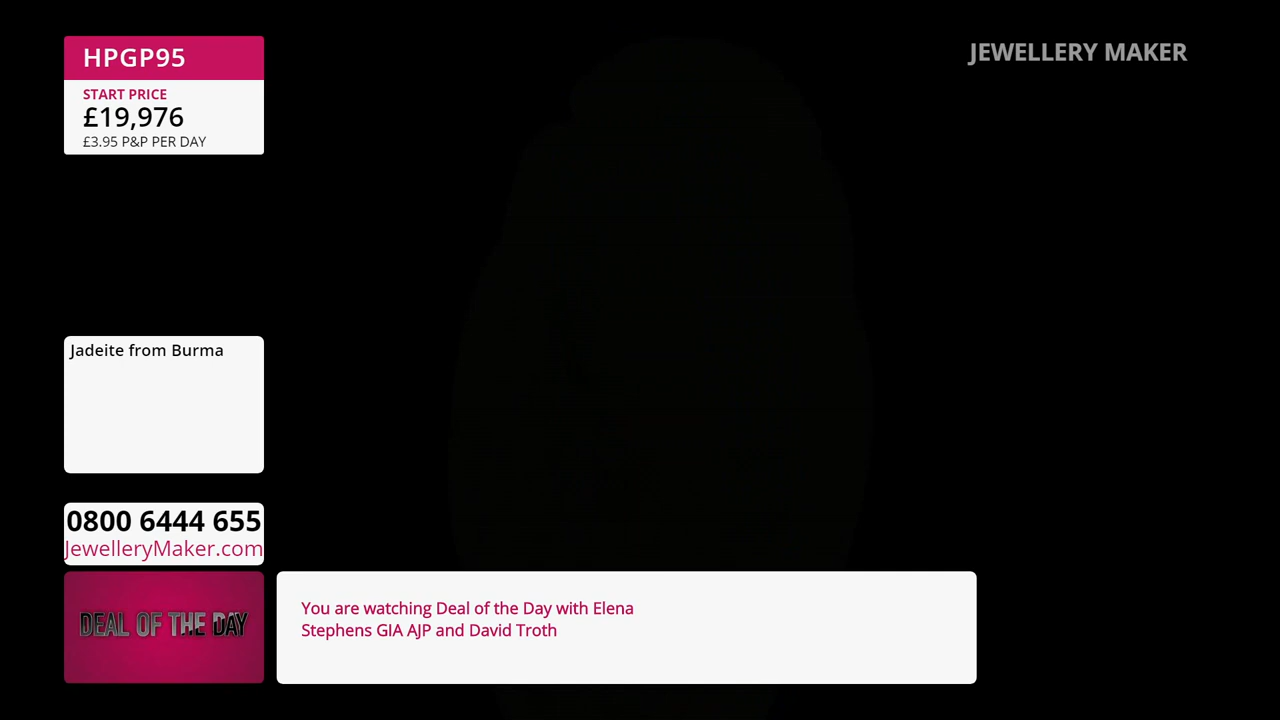 HPGP95
START PRICE
£19,976
£3.95 P&P PER DAY
JEWELLERY MAKER
Jadeite from Burma
0800 6444 655
JewelleryMaker.com
DEAL OF THE DAY
You are watching Deal of the Day with Elena
Stephens GIA AJP and David Troth